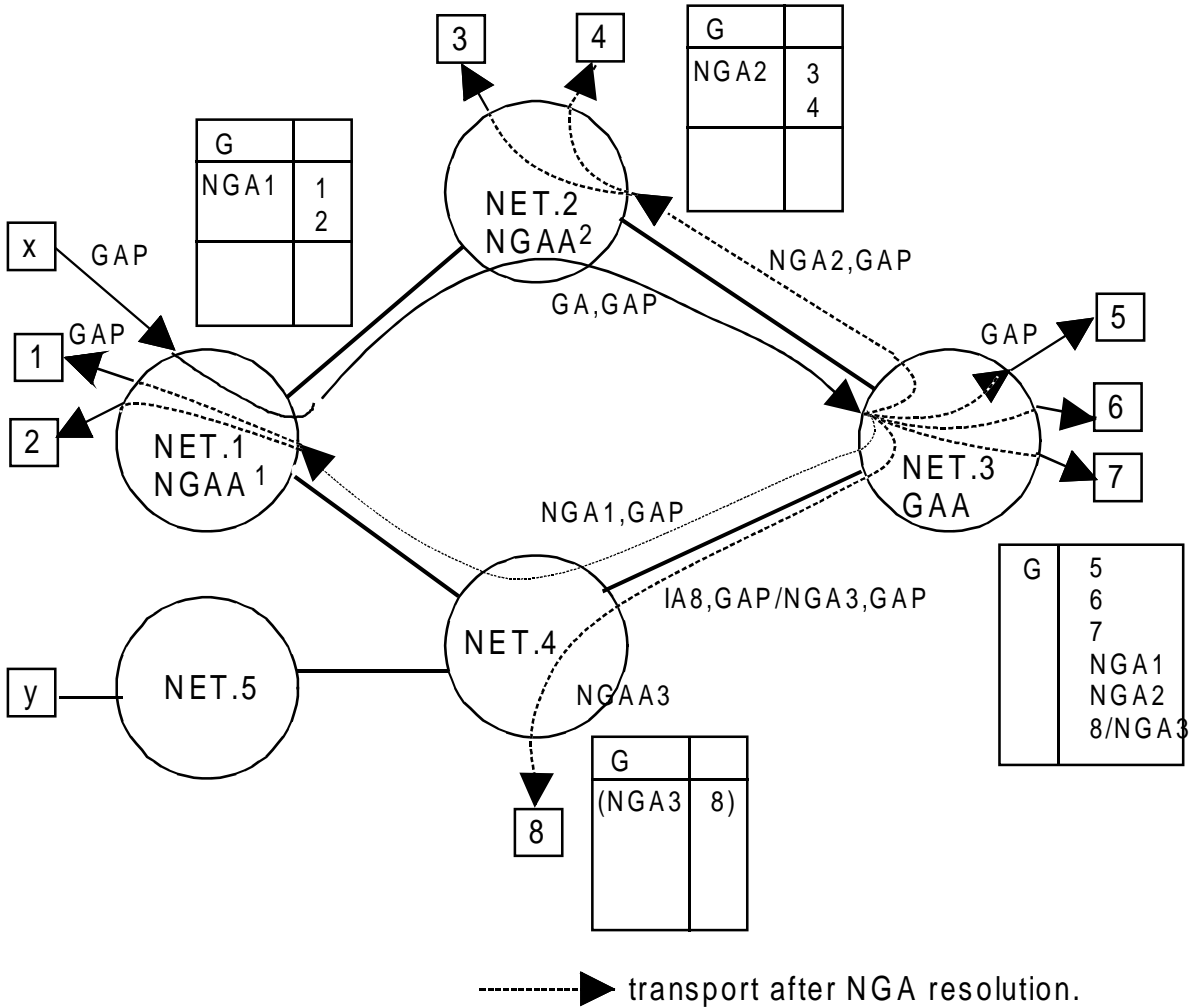 3
4
G
NGA2 3
4
G
NGA1 1
2
x
GAP
NET.2
NGAA2
NGA2,GAP
GA,GAP
GAP
1
2
5
GAP
6
7
NET.1
NGAA 1
NET.3
GAA
NGA1,GAP
IA8,GAP/NGA3,GAP
G 5
6
7
NGA1
NGA2
8/NGA3
NET.4
NGAA3
y
NET.5
G
(NGA3 8)
8
transport after NGA resolution.